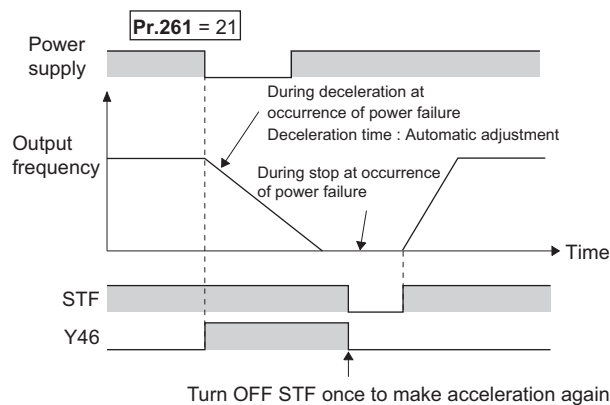 Pr.261 = 21
Power
supply
During deceleration at
occurrence of power failure
Deceleration time : Automatic adjustment
Output
frequency
During stop at occurrence
of power failure
Time
STF
Y46
Turn OFF STF once to make acceleration again